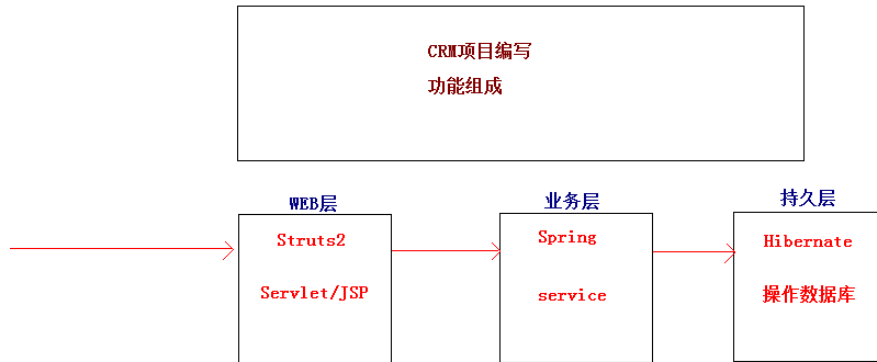 CRM项目编写
功能组成
WEB层
业务层
持久层
Struts2
Spring
Hibernate
Servlet/JSP
service
操作数据库